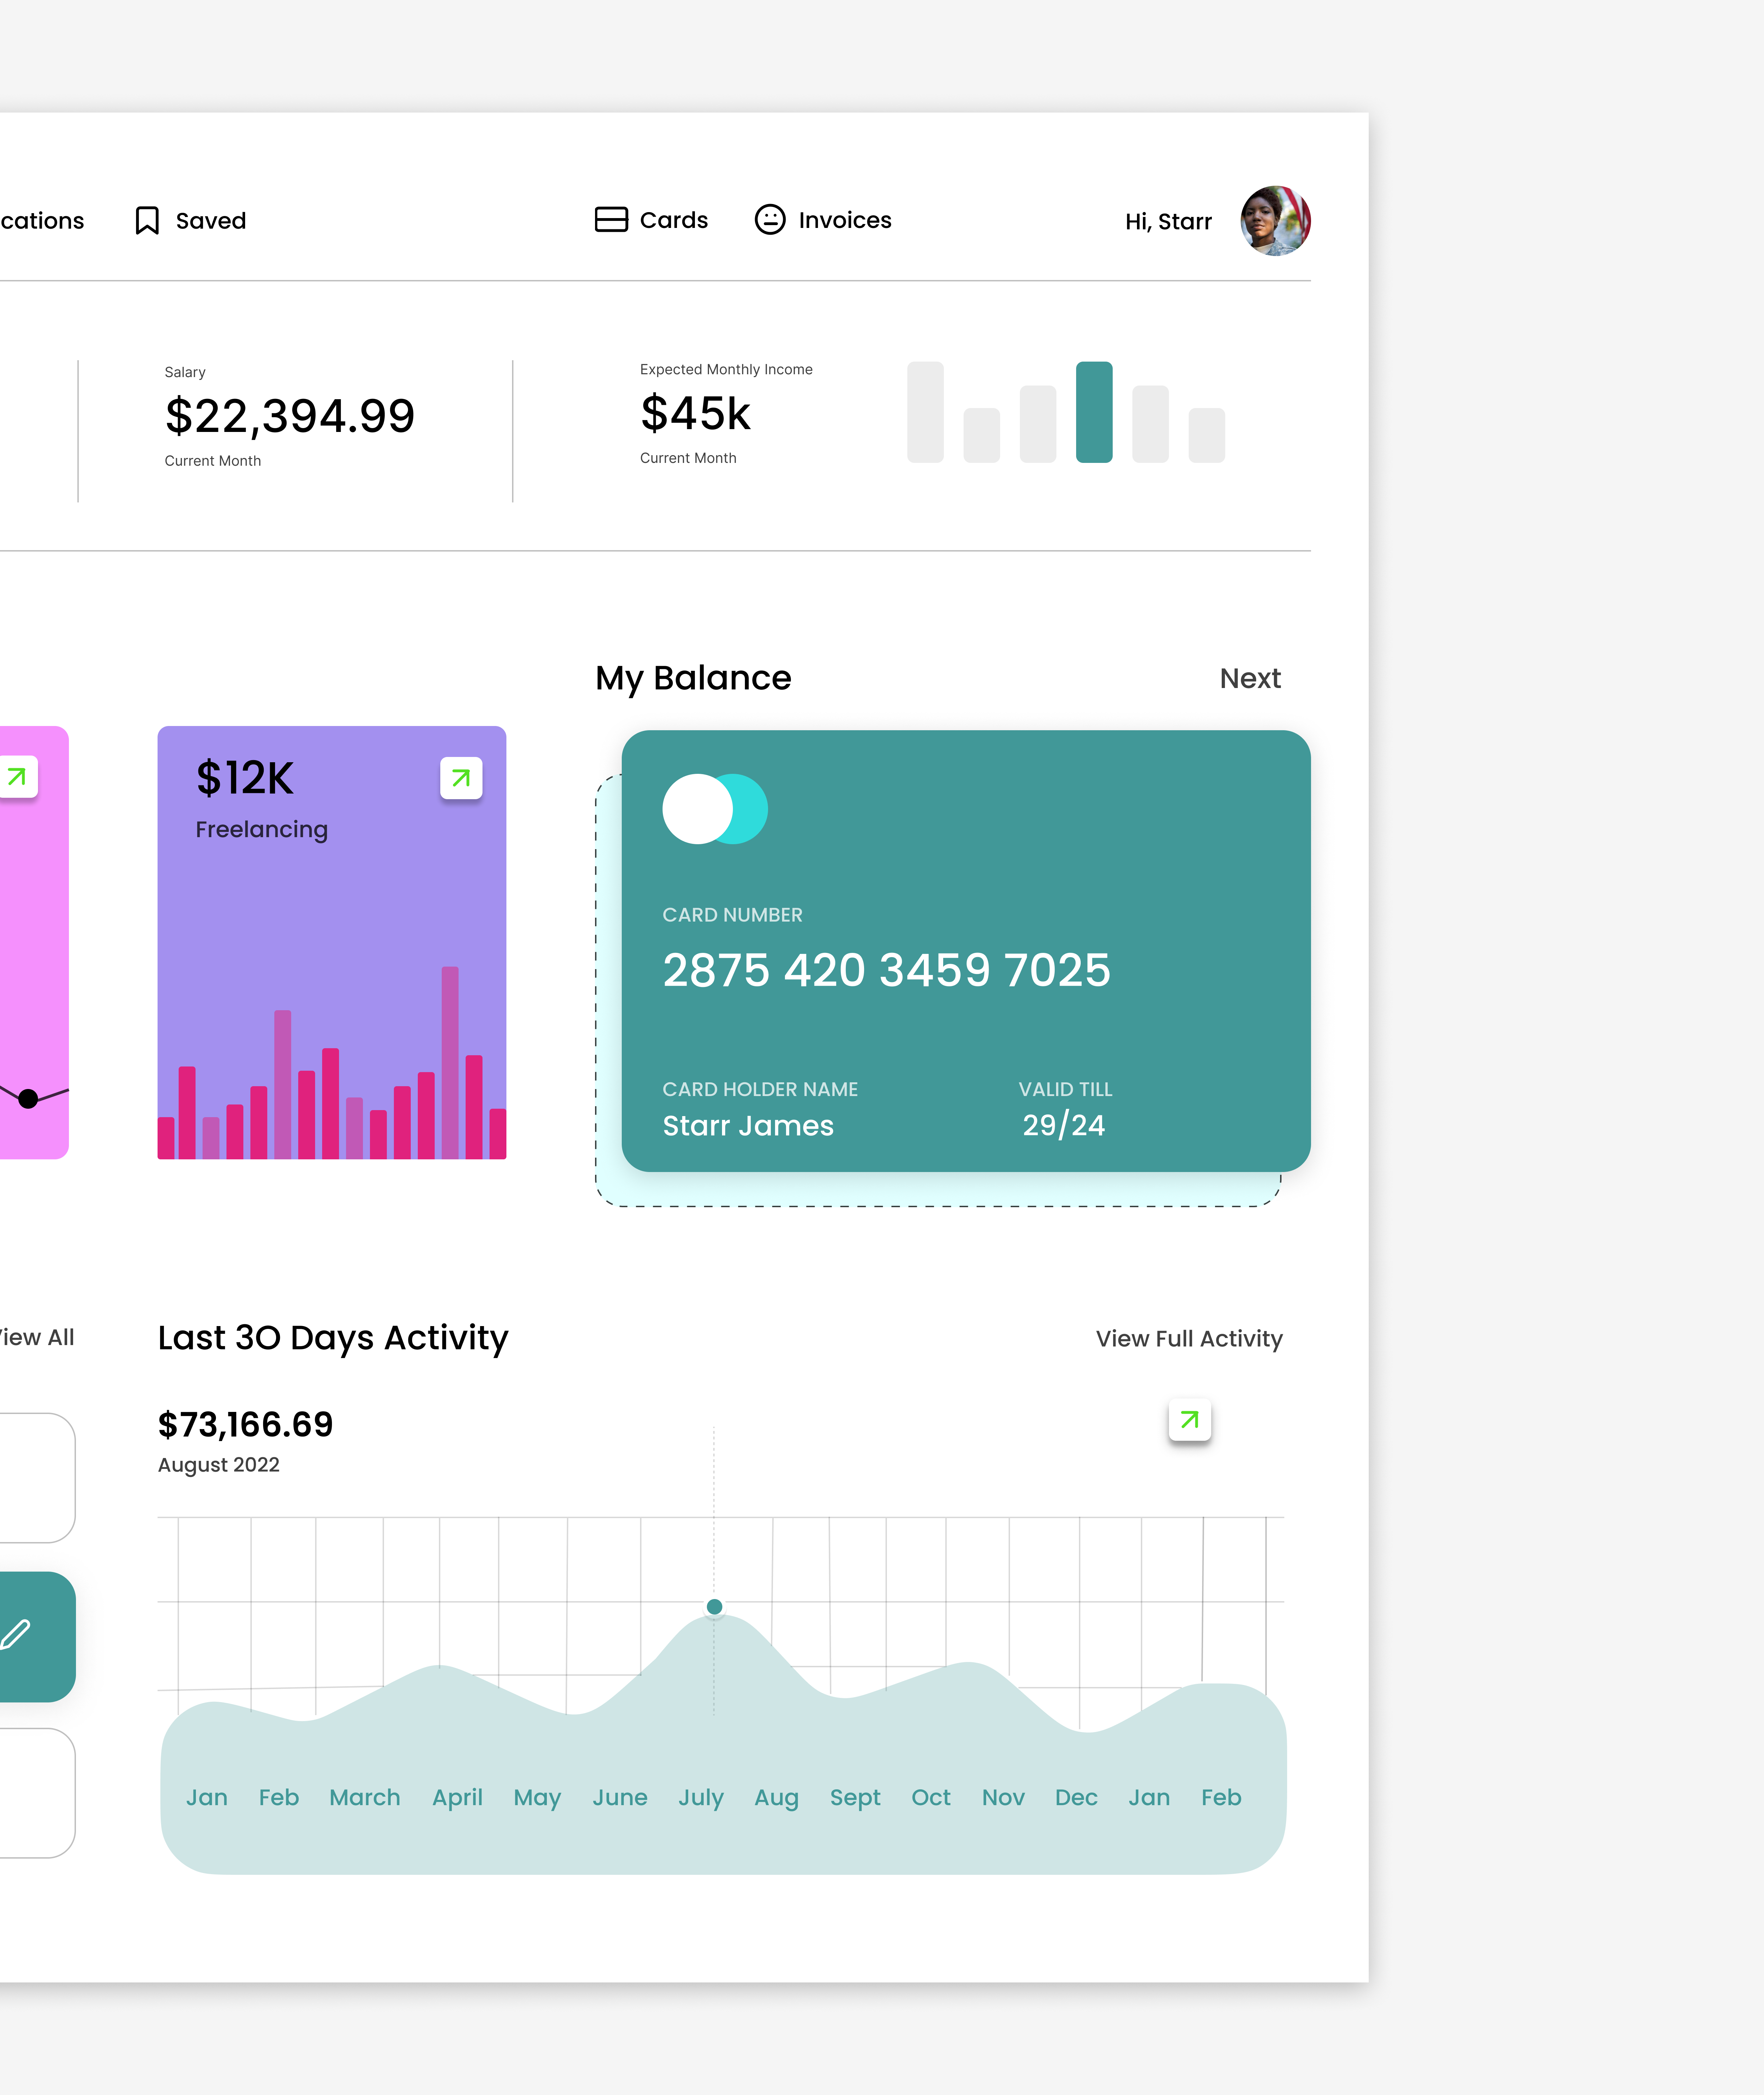 cations
Saved
Cards
Invoices
Hi, Starr
Salary
$22,394.99
Current Month
Expected Monthly Income
$45k
Current Month
My Balance
Next
$12K
Freelancing
CARD NUMBER
2875 420 3459 7025
CARD HOLDER NAME
VALID TILL
Starr James
29/24
View All
Last 3O Days Activity
View Full Activity
$73,166.69
August 2022
Jan Feb March April May June July Aug Sept Oct Nov Dec Jan Feb